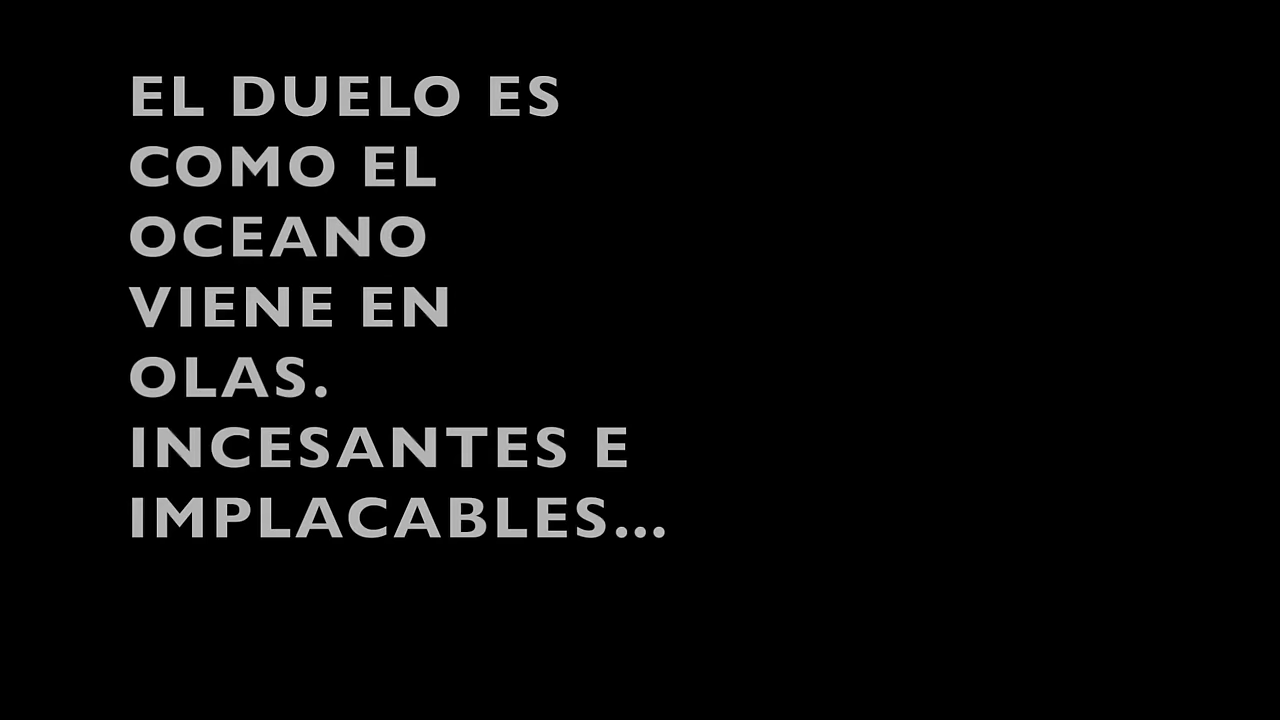 EL DUELO ES
COMO EL
OCEANO
VIENE EN
OLAS.
INCESANTES E
IMPLACABLES...